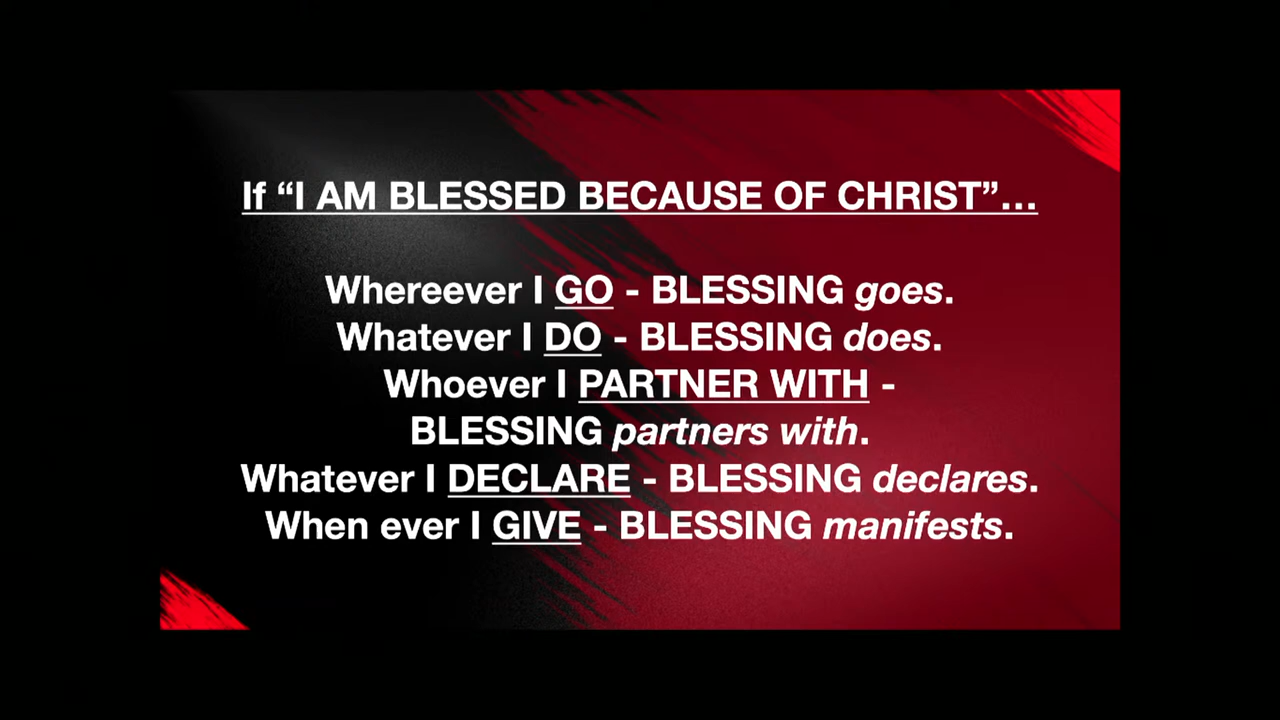 If “I AM BLESSED BECAUSE OF CHRIST”...
Whereever I GO - BLESSING goes.
Whatever I DO - BLESSING does.
Whoever I PARTNER WITH -
BLESSING partners with.
Whatever I DECLARE - BLESSING declares.
When ever I GIVE - BLESSING manifests.